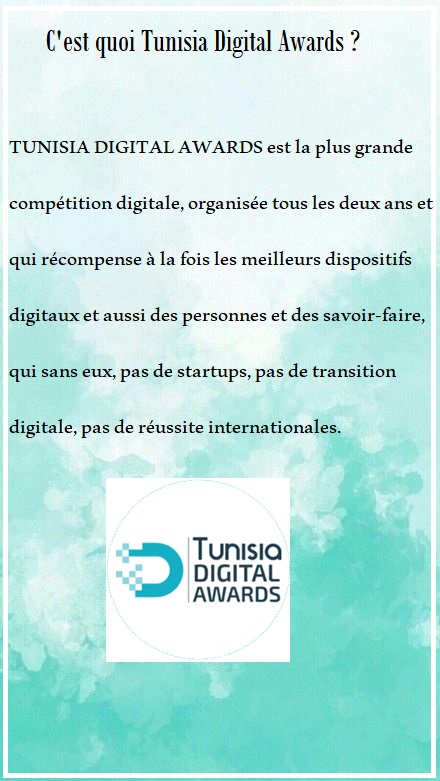 C'est quoi Tunisia Digital Awards ?
TUNISIA DIGITAL AWARDS est la plus grande
compétition digitale, organisée tous les deux ans et
qui récompense à la fois les meilleurs dispositifs
digitaux et aussi des personnes et des savoir-faire,
qui sans eux, pas de startups, pas de transition
digitale, pas de réussite internationales.
Tunisia
DIGITAL
AWARDS